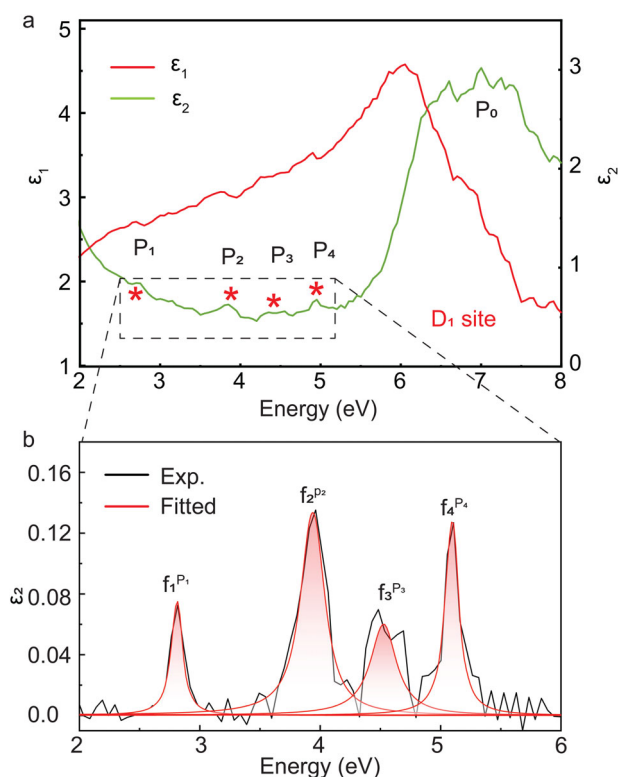 a
ε₁
ε₂
P₀
P₁
P₂
P₃
P₄
* * * *
D₁ site
ε₁
4
3
2
1
5
ε₂
3
2
1
0
2 3 4 5 6 7 8
Energy (eV)
b
Exp.
Fitted
f₁ᴾ¹
f₂ᵖ²
f₃ᴾ³
f₄ᴾ⁴
ε₂
0.16
0.12
0.08
0.04
0.0
2 3 4 5 6
Energy (eV)